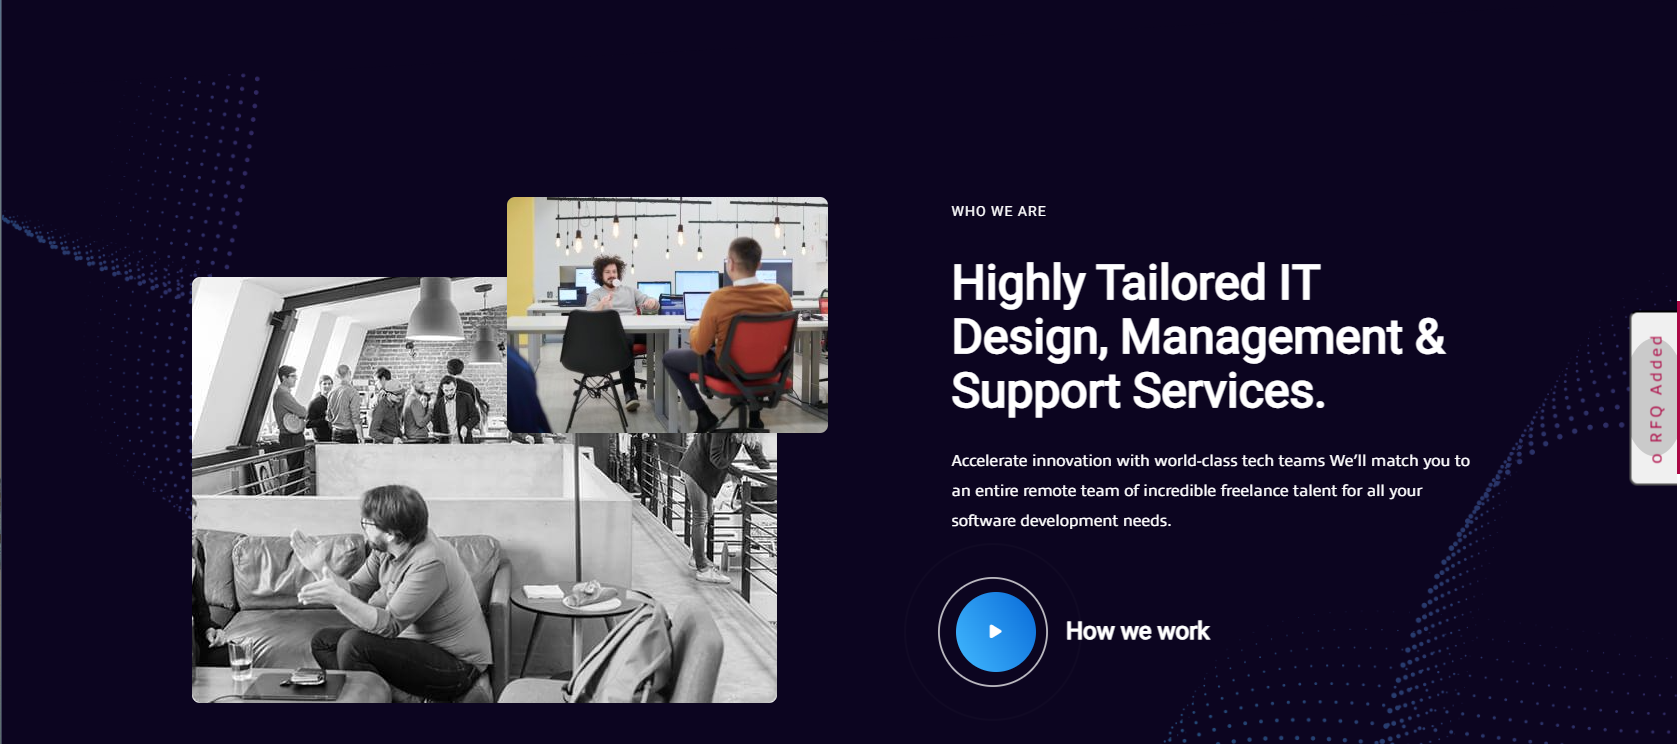 WHO WE ARE
Highly Tailored IT
Design, Management &
Support Services.
Accelerate innovation with world-class tech teams We’ll match you to
an entire remote team of incredible freelance talent for all your
software development needs.
How we work
o RFQ Added